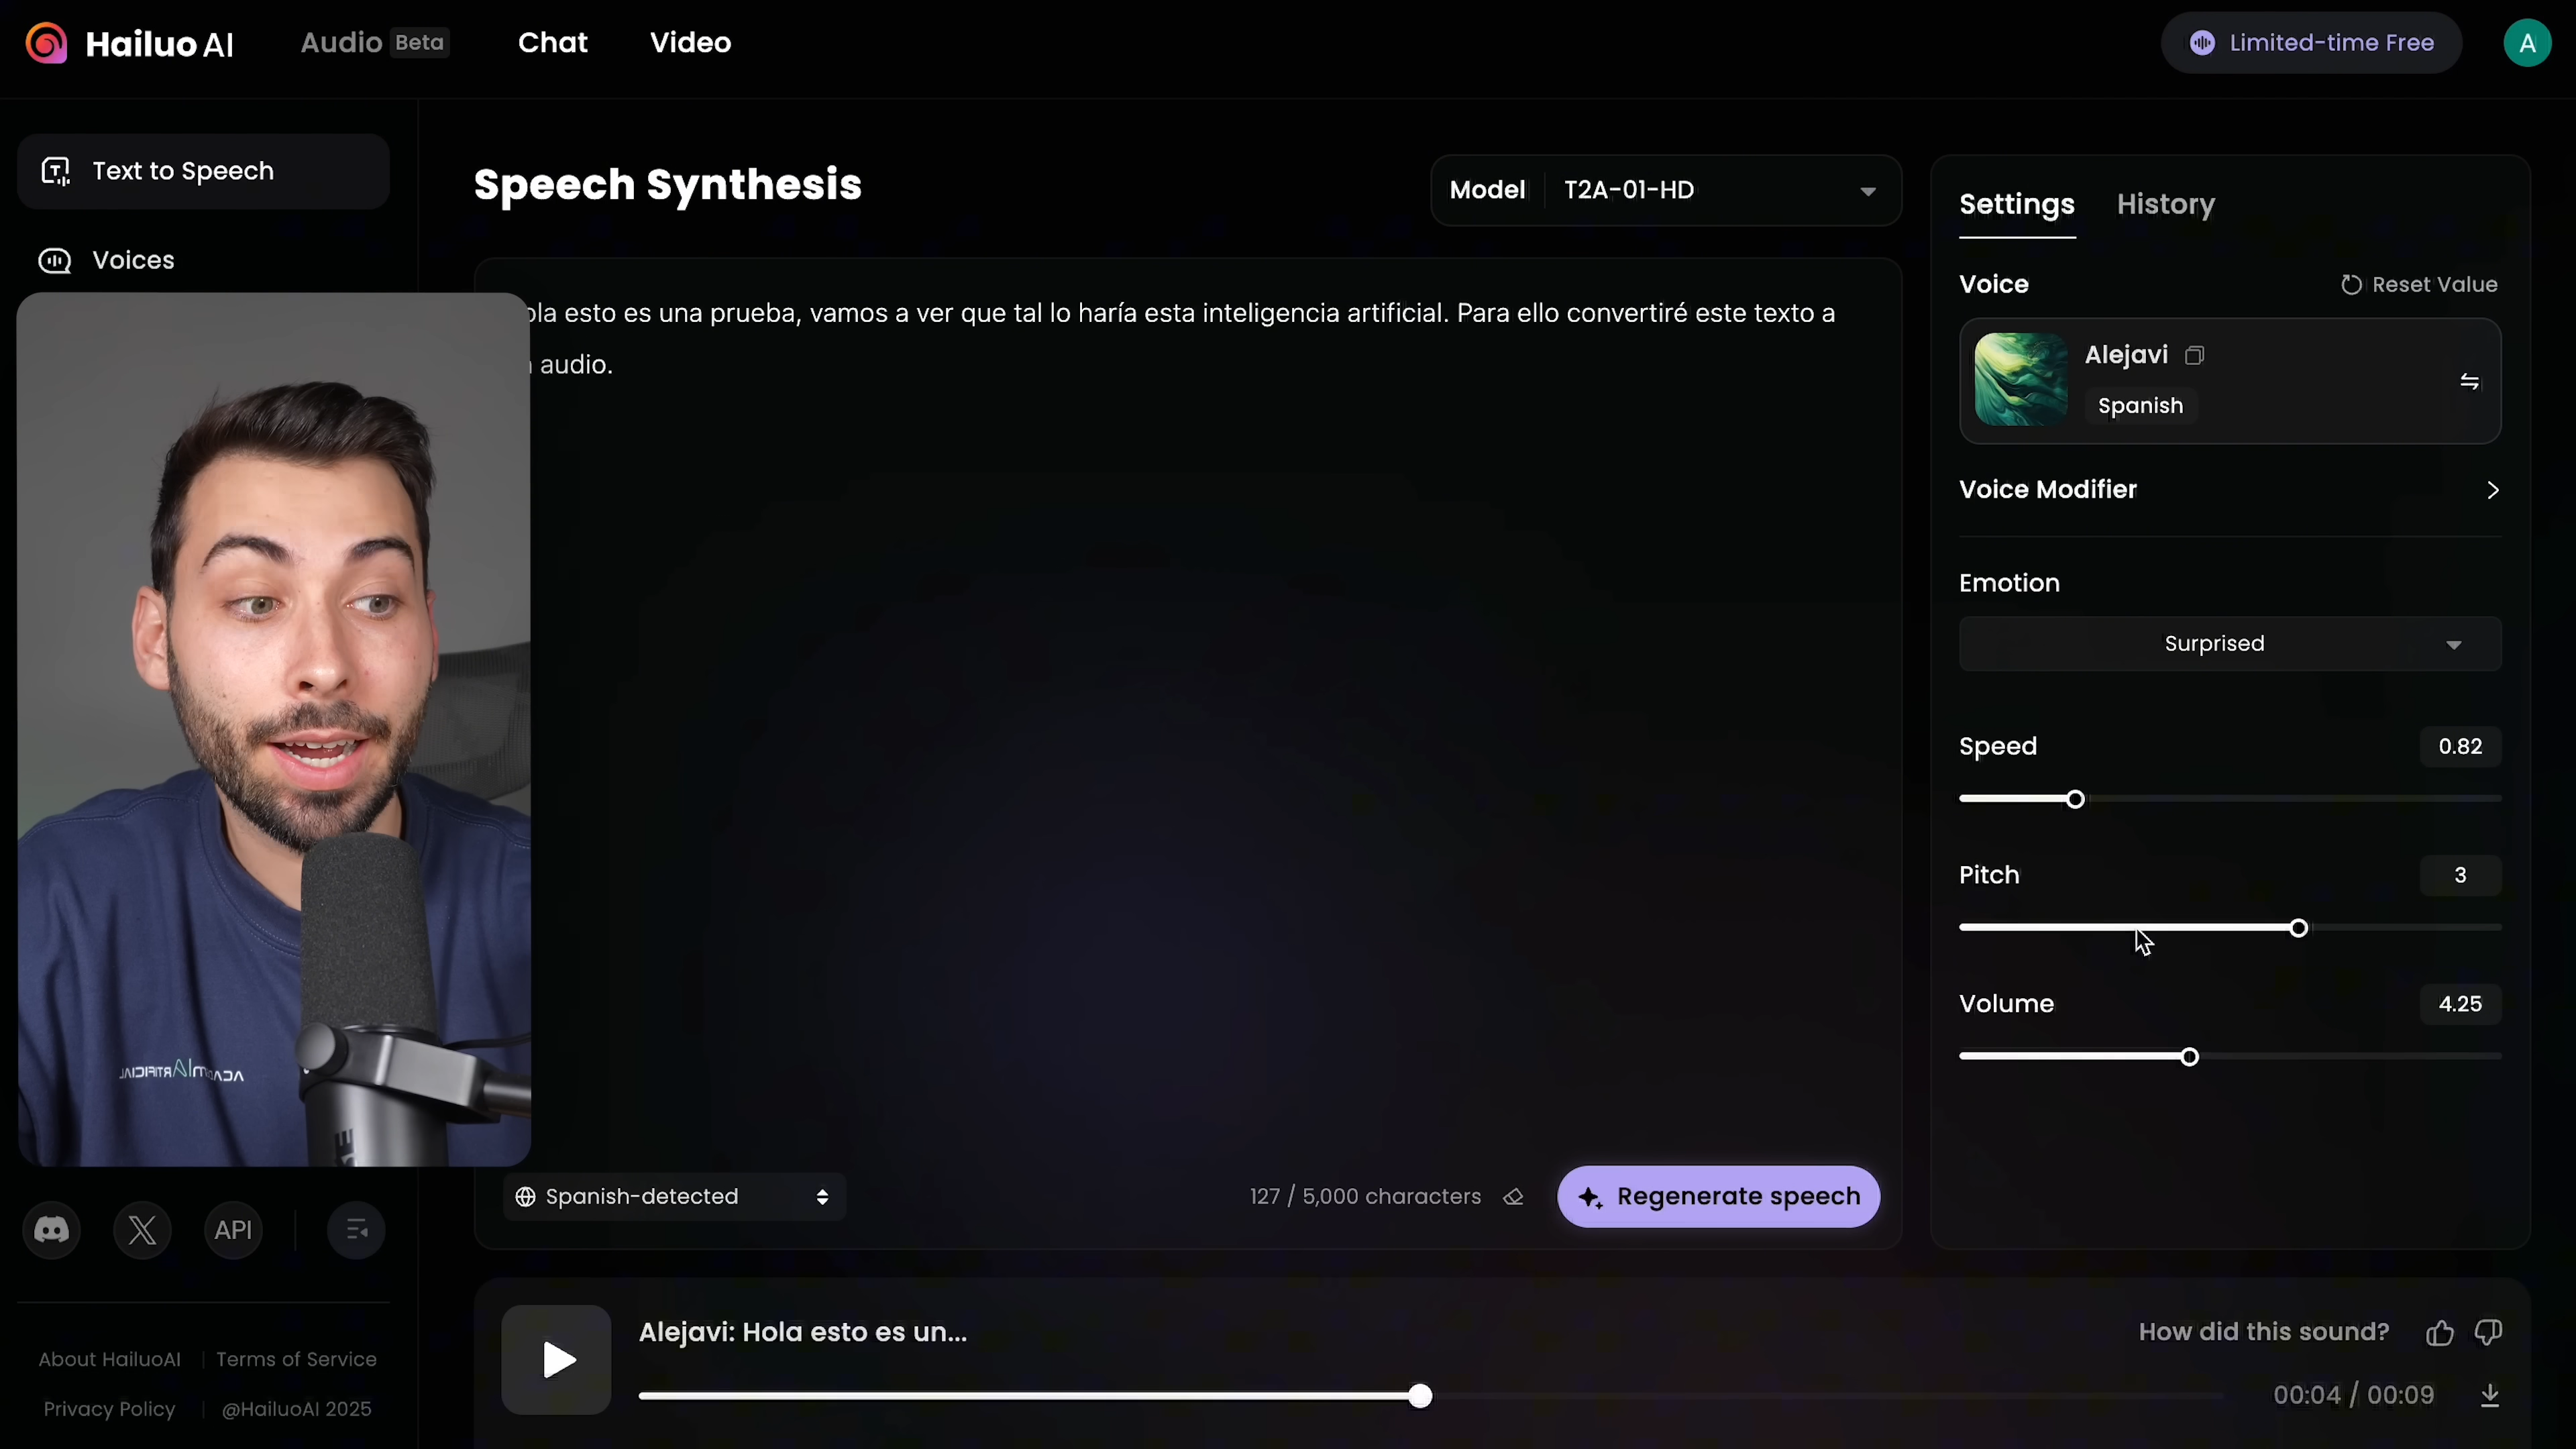 Hailuo AI
Audio Beta
Chat
Video
Limited-time Free
A
Text to Speech
Voices
Speech Synthesis
Model T2A-01-HD
ola esto es una prueba, vamos a ver que tal lo haría esta inteligencia artificial. Para ello convertiré este texto a
audio.
Spanish-detected
127 / 5,000 characters
Regenerate speech
Settings
History
Voice
Reset Value
Alejavi
Spanish
Voice Modifier
Emotion
Surprised
Speed 0.82
Pitch 3
Volume 4.25
API
About HailuoAI | Terms of Service
Privacy Policy | @HailuoAI 2025
Alejavi: Hola esto es un...
How did this sound?
00:04 / 00:09